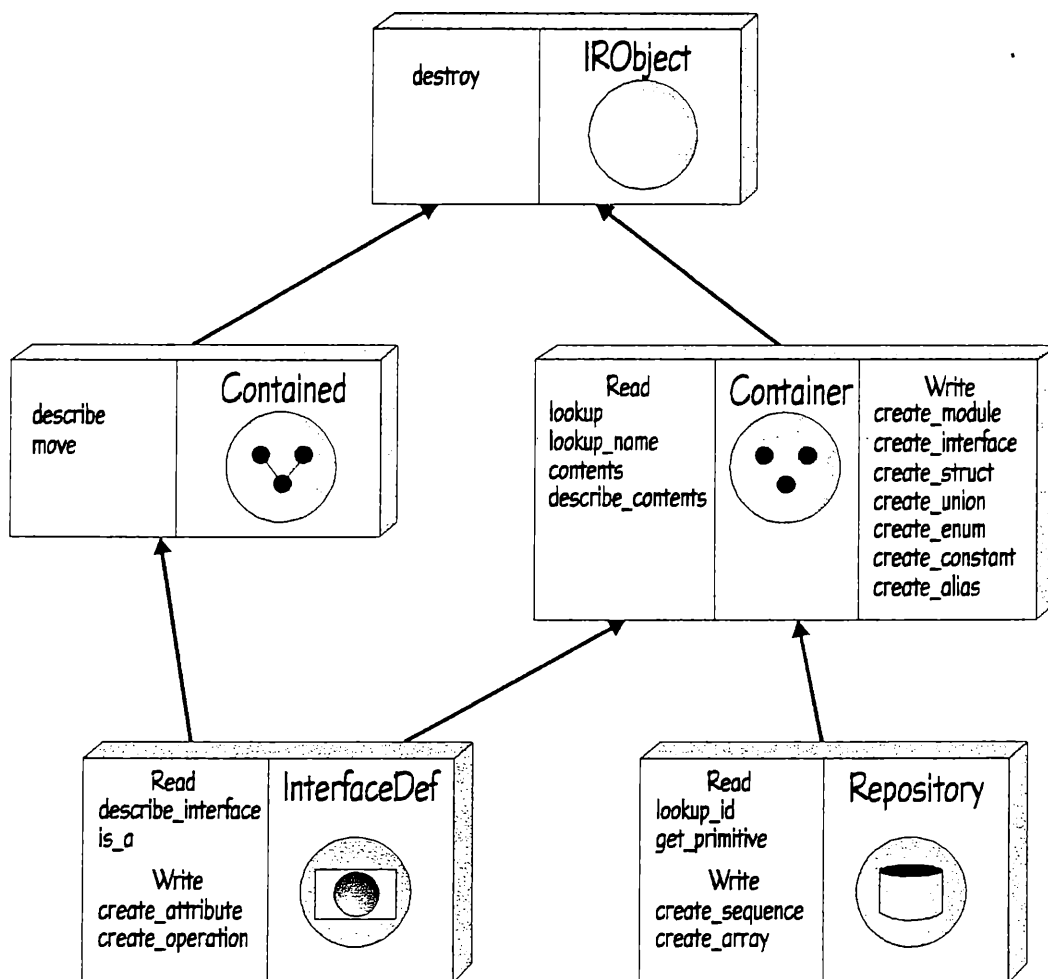 destroy
IRObject
describe
move
Contained
Read
lookup
lookup_name
contents
describe_contents
Container
Write
create_module
create_interface
create_struct
create_union
create_enum
create_constant
create_alias
Read
describe_interface
is_a
Write
create_attribute
create_operation
InterfaceDef
Read
lookup_id
get_primitive
Write
create_sequence
create_array
Repository